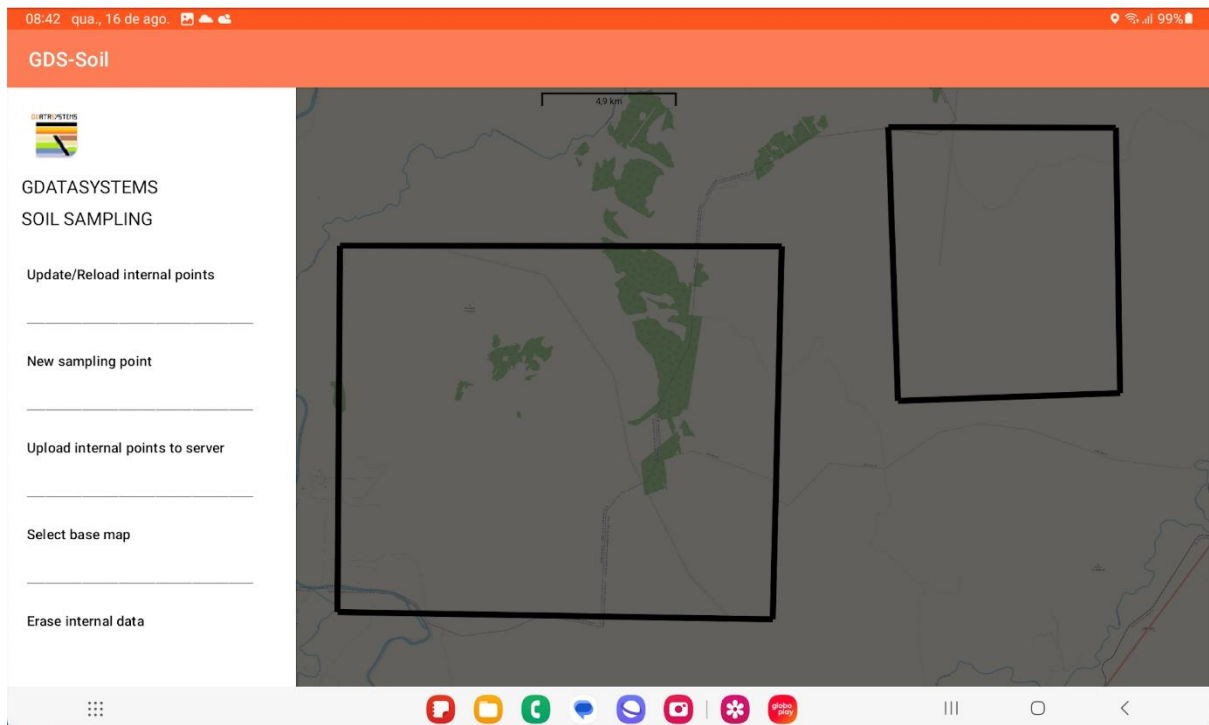 08:42 qua., 16 de ago.
99%
GDS-Soil
4,9 km
GDATASYSTEMS
GDATASYSTEMS
SOIL SAMPLING
Update/Reload internal points
New sampling point
Upload internal points to server
Select base map
Erase internal data
globo
play